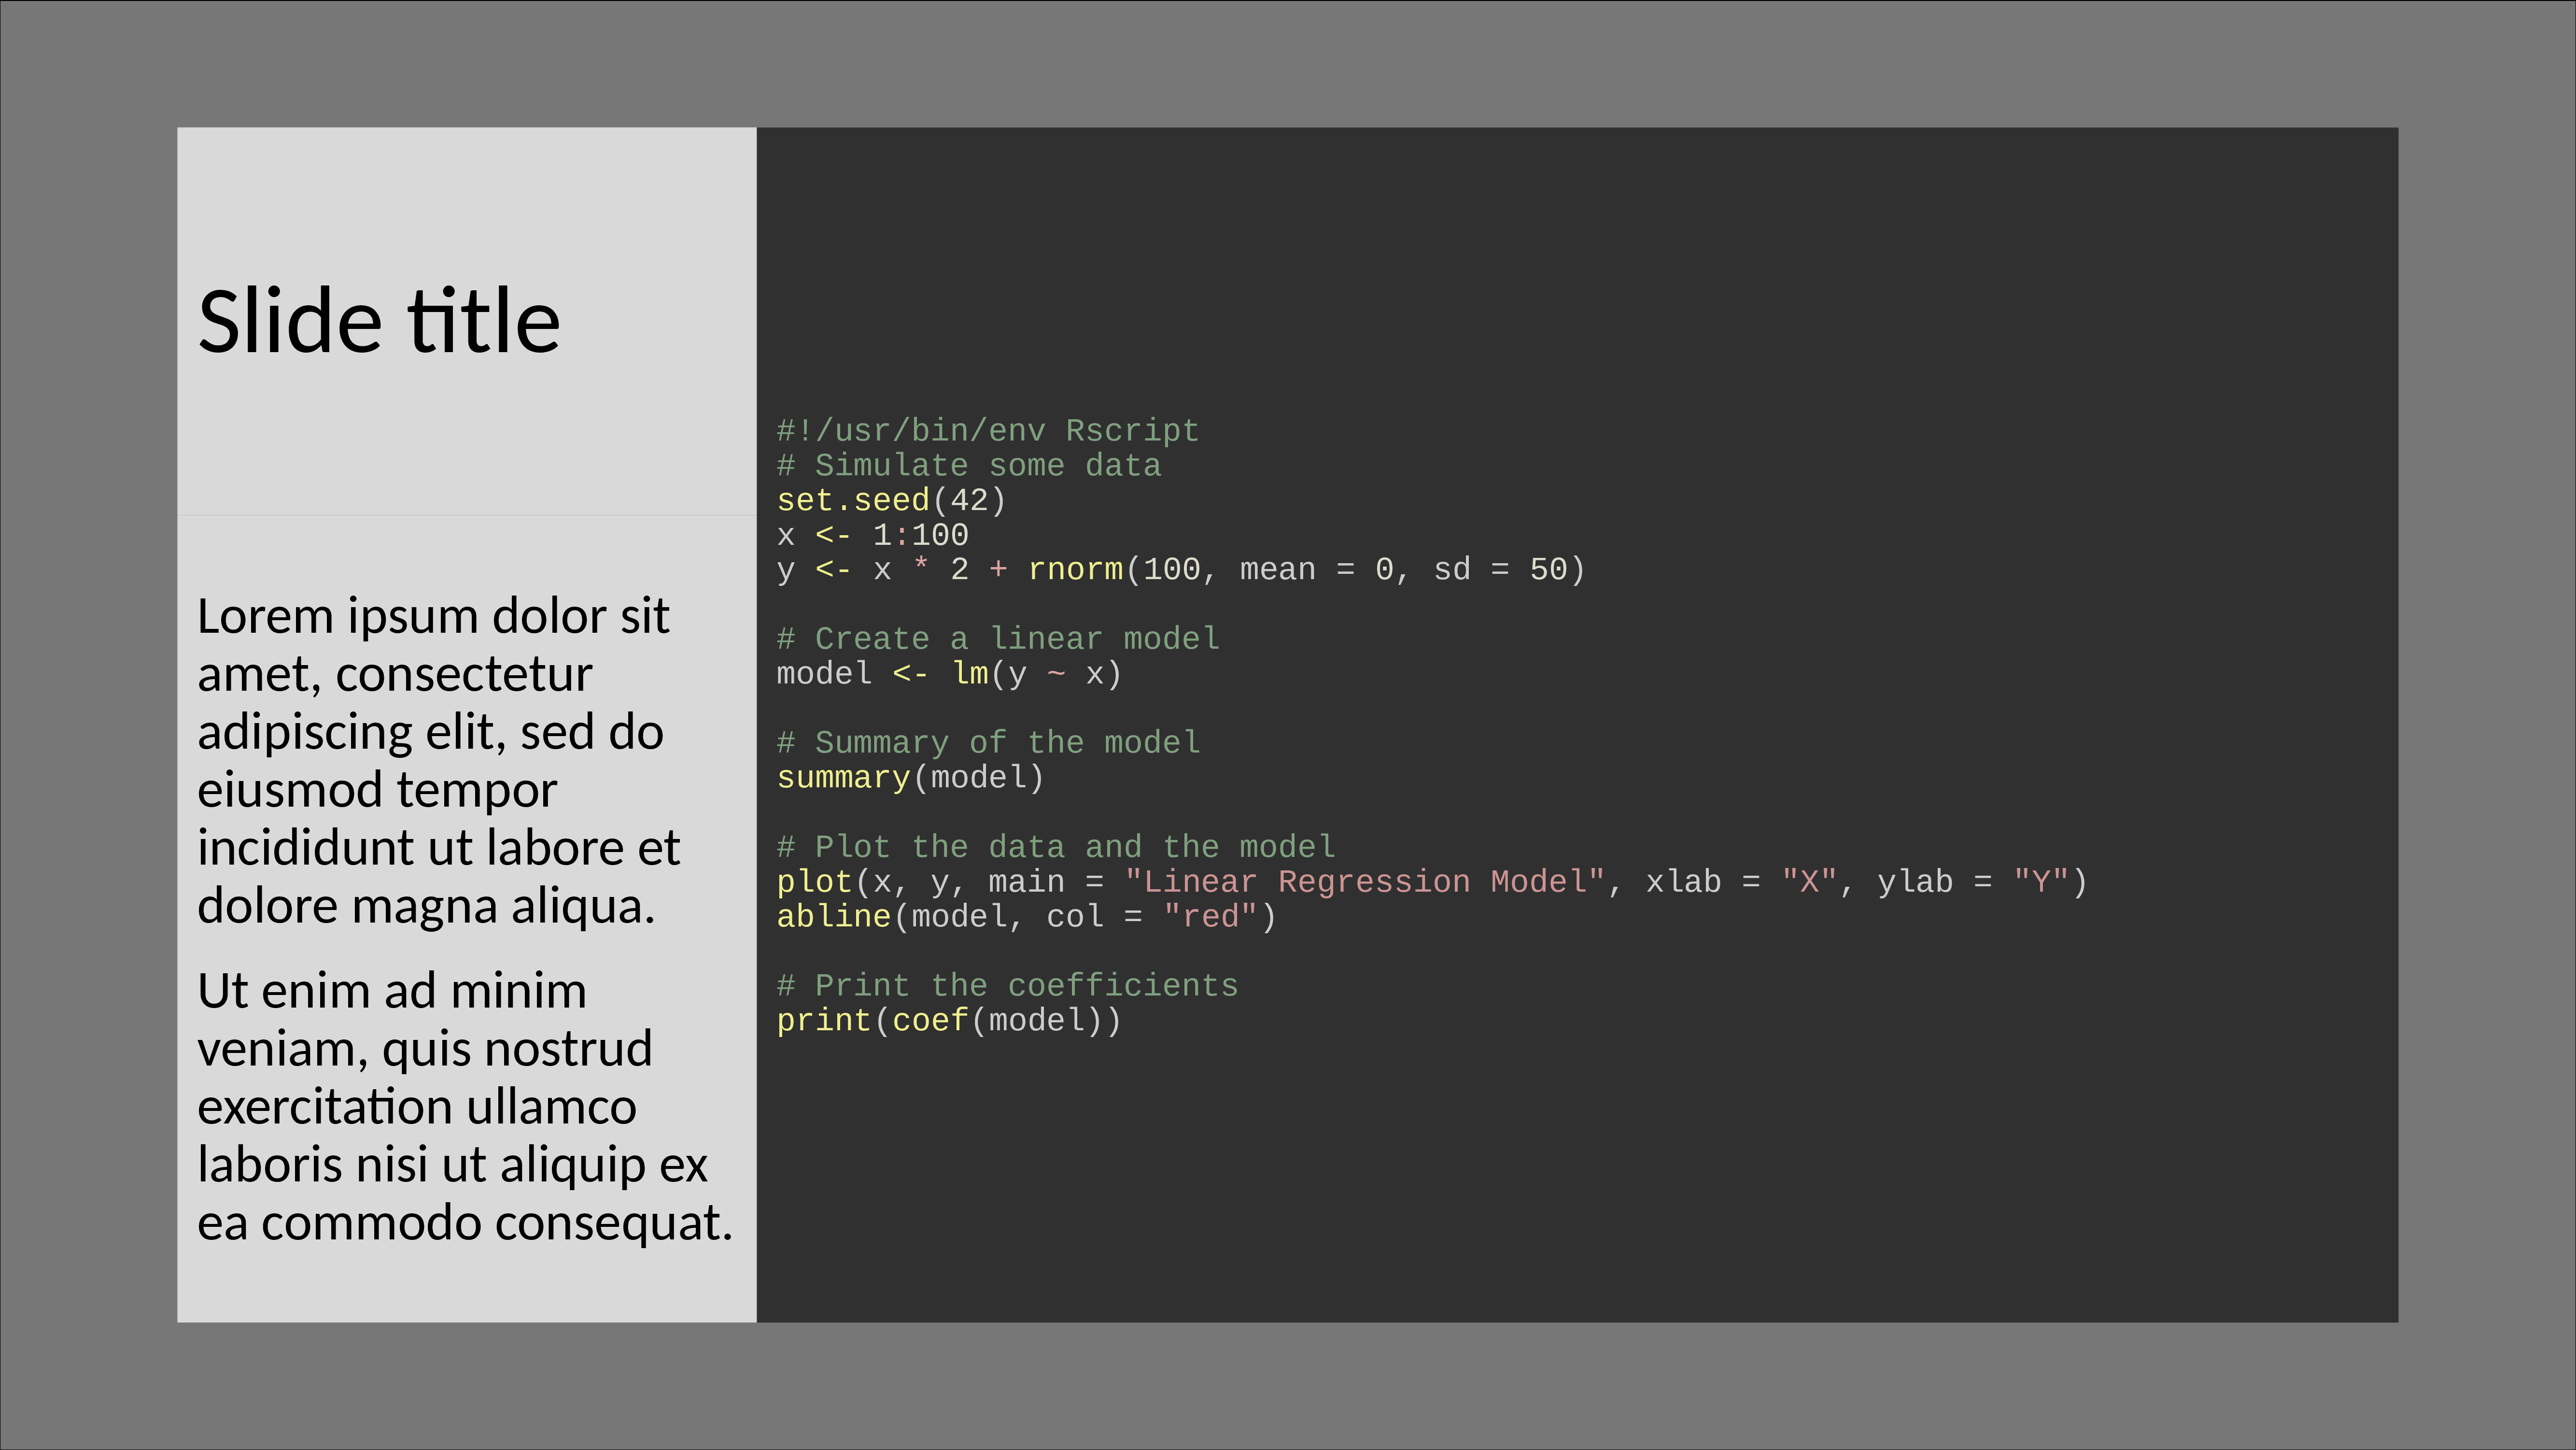 Slide title
Lorem ipsum dolor sit
amet, consectetur
adipiscing elit, sed do
eiusmod tempor
incididunt ut labore et
dolore magna aliqua.
Ut enim ad minim
veniam, quis nostrud
exercitation ullamco
laboris nisi ut aliquip ex
ea commodo consequat.
#!/usr/bin/env Rscript
# Simulate some data
set.seed(42)
x <- 1:100
y <- x * 2 + rnorm(100, mean = 0, sd = 50)
# Create a linear model
model <- lm(y ~ x)
# Summary of the model
summary(model)
# Plot the data and the model
plot(x, y, main = "Linear Regression Model", xlab = "X", ylab = "Y")
abline(model, col = "red")
# Print the coefficients
print(coef(model))